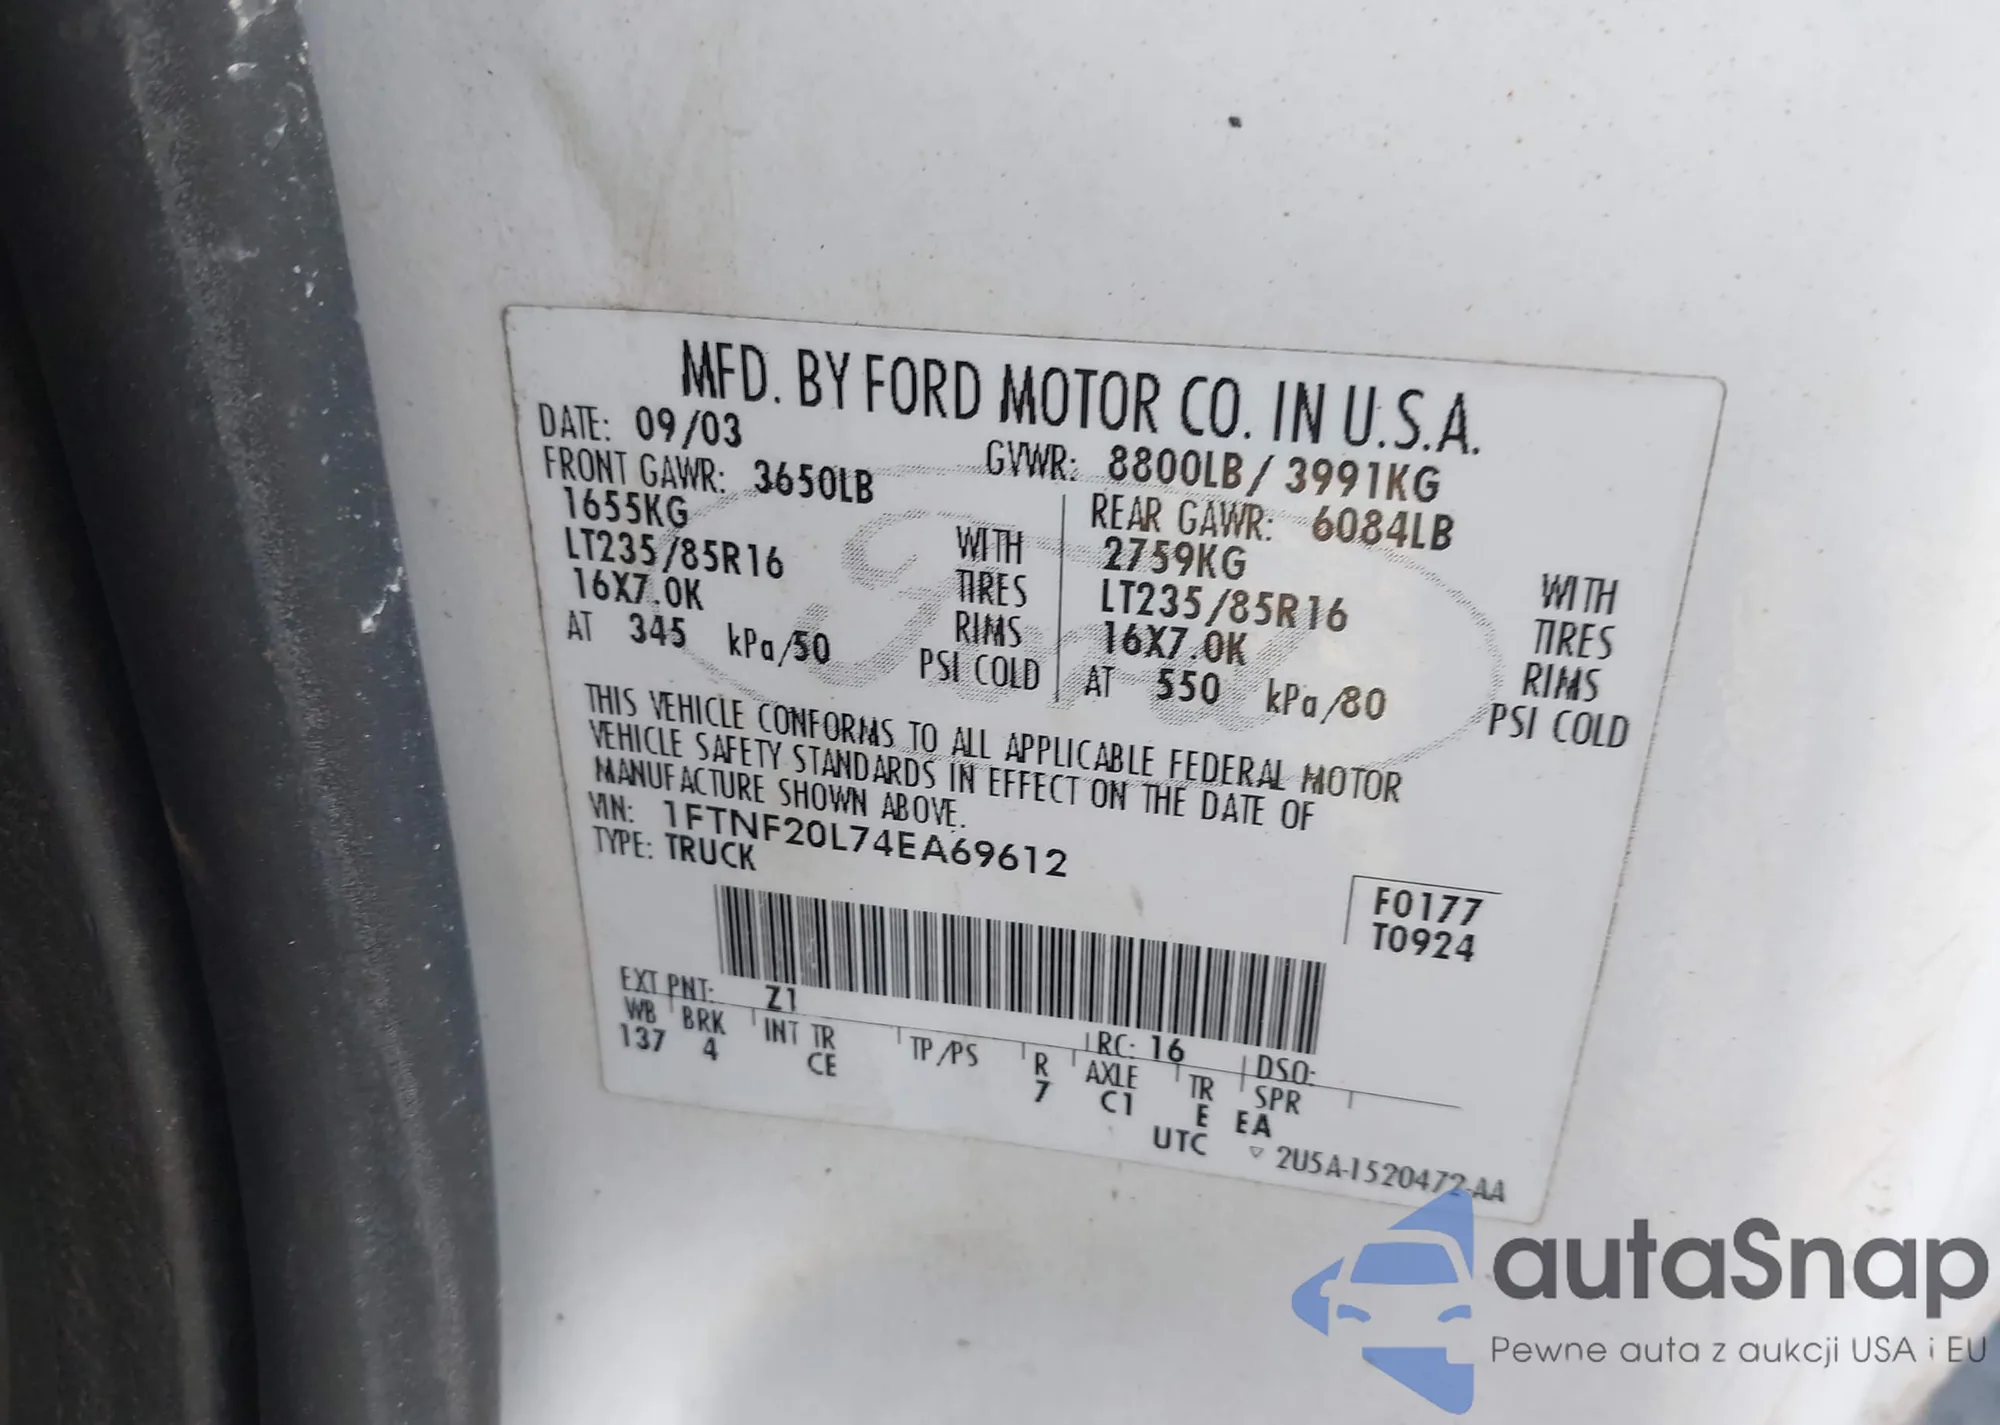 MFD. BY FORD MOTOR CO. IN U.S.A.
DATE: 09/03 GVWR: 8800LB / 3991KG
FRONT GAWR: 3650LB REAR GAWR: 6084LB
1655KG WITH 2759KG WITH
LT235/85R16 TIRES LT235/85R16 TIRES
16X7.0K RIMS 16X7.0K RIMS
AT 345 kPa/50 PSI COLD AT 550 kPa/80 PSI COLD
THIS VEHICLE CONFORMS TO ALL APPLICABLE FEDERAL MOTOR
VEHICLE SAFETY STANDARDS IN EFFECT ON THE DATE OF
MANUFACTURE SHOWN ABOVE.
VIN: 1FTNF20L74EA69612
TYPE: TRUCK
F0177
T0924
EXT PNT: Z1 RC: 16 DSO:
WB BRK INT TR TP/PS R AXLE TR SPR
137 4 CE 7 C1 E EA
UTC ▽ 2U5A-1520472-AA
Ford
autaSnap
Pewne auta z aukcji USA i EU